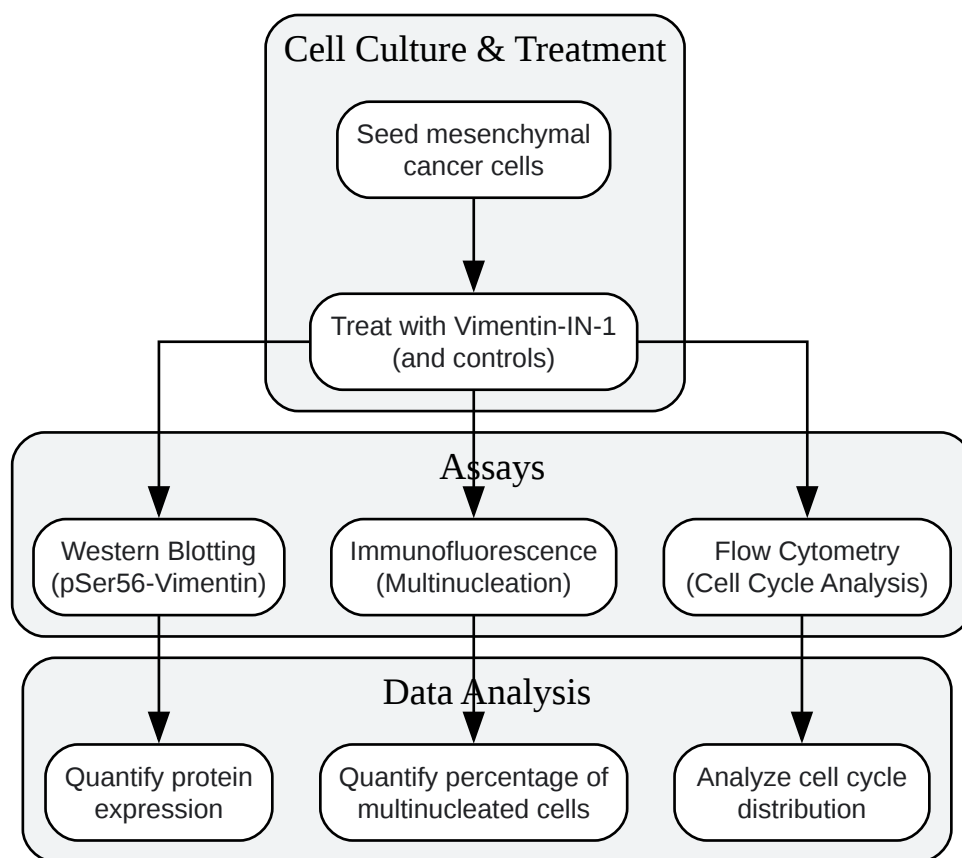 Cell Culture & Treatment
Seed mesenchymal
cancer cells
Treat with Vimentin-IN-1
(and controls)
Assays
Western Blotting
(pSer56-Vimentin)
Immunofluorescence
(Multinucleation)
Flow Cytometry
(Cell Cycle Analysis)
Data Analysis
Quantify protein
expression
Quantify percentage of
multinucleated cells
Analyze cell cycle
distribution